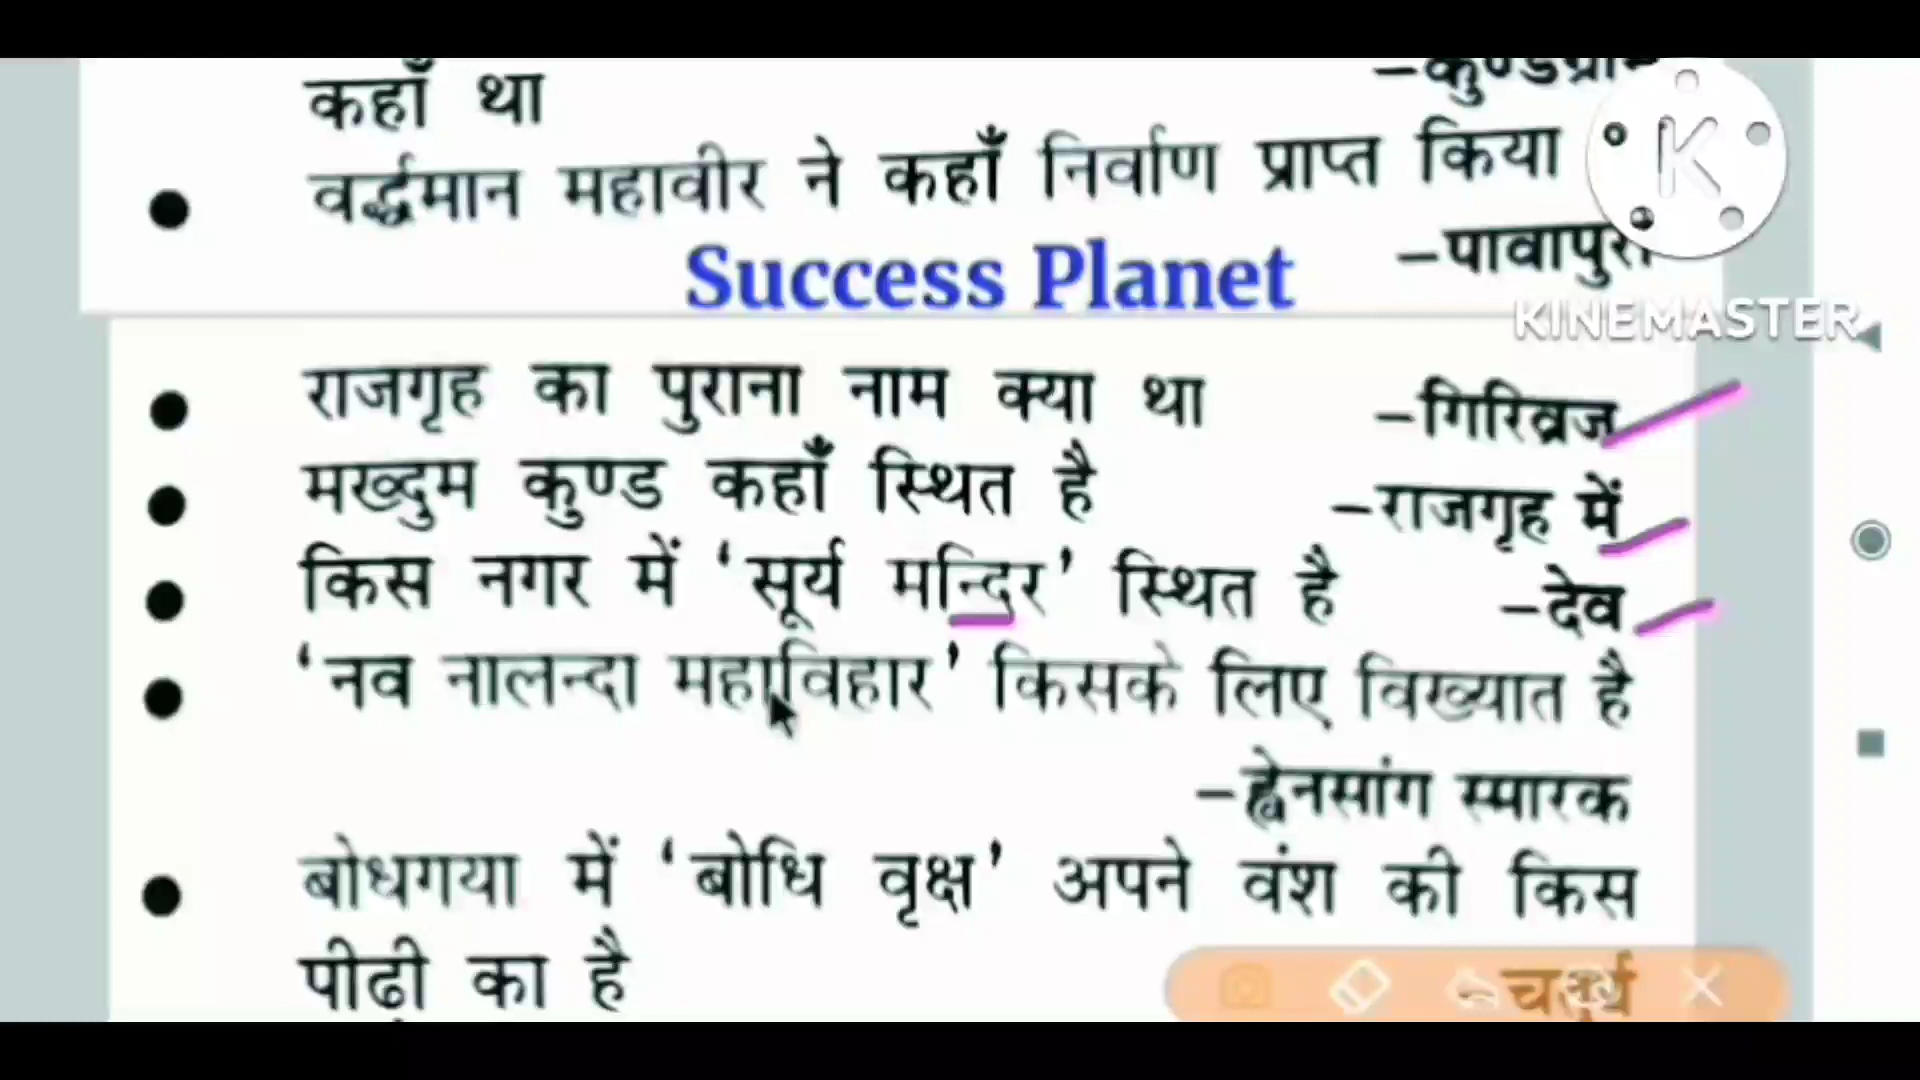 कहाँ था
वर्द्धमान महावीर ने कहाँ निर्वाण प्राप्त किया
K
Success Planet
KINEMASTER
राजगृह का पुराना नाम क्या था –गिरिव्रज
मख्दुम कुण्ड कहाँ स्थित है –राजगृह में
किस नगर में ‘सूर्य मन्दिर’ स्थित है –देव
‘नव नालन्दा महाविहार’ किसके लिए विख्यात है
–ह्वेनसांग स्मारक
बोधगया में ‘बोधि वृक्ष’ अपने वंश की किस
पीढ़ी का है